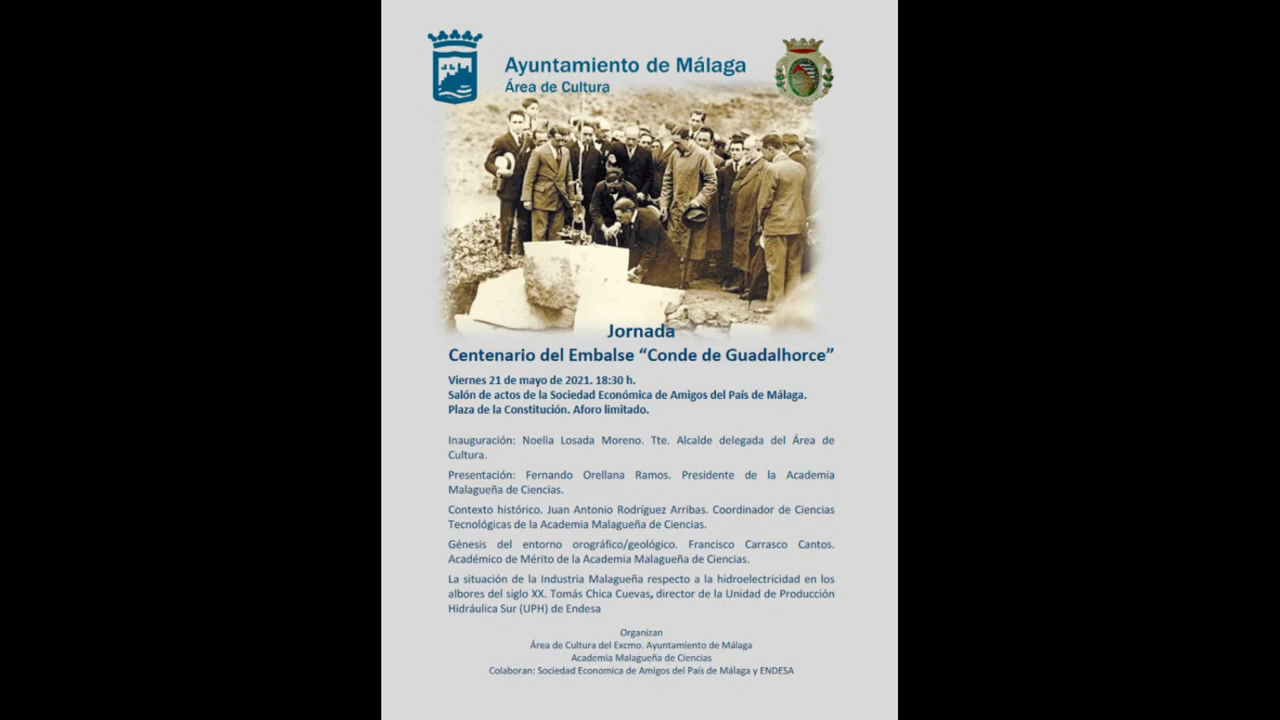 Ayuntamiento de Málaga
Área de Cultura
Jornada
Centenario del Embalse “Conde de Guadalhorce”
Viernes 21 de mayo de 2021. 18:30 h.
Salón de actos de la Sociedad Económica de Amigos del País de Málaga.
Plaza de la Constitución. Aforo limitado.
Inauguración: Noelia Losada Moreno. Tte. Alcalde delegada del Área de
Cultura.
Presentación: Fernando Orellana Ramos. Presidente de la Academia
Malagueña de Ciencias.
Contexto histórico. Juan Antonio Rodríguez Arribas. Coordinador de Ciencias
Tecnológicas de la Academia Malagueña de Ciencias.
Génesis del entorno orográfico/geológico. Francisco Carrasco Cantos.
Académico de Mérito de la Academia Malagueña de Ciencias.
La situación de la Industria Malagueña respecto a la hidroelectricidad en los
albores del siglo XX. Tomás Chica Cuevas, director de la Unidad de Producción
Hidráulica Sur (UPH) de Endesa
Organizan
Área de Cultura del Excmo. Ayuntamiento de Málaga
Academia Malagueña de Ciencias
Colaboran: Sociedad Economica de Amigos del País de Málaga y ENDESA